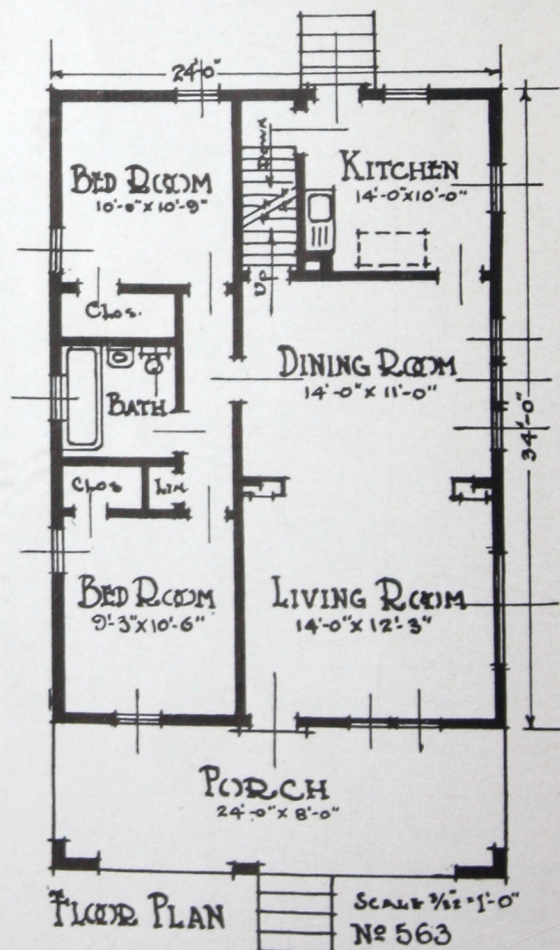 24'-0"
DOWN
KITCHEN
14'-0" X 10'-0"
BED ROOM
10'-0" X 10'-9"
UP
CLOS.
DINING ROOM
14'-0" X 11'-0"
BATH
34'-0"
CLOS
LIN
BED ROOM
9'-3" X 10'-6"
LIVING ROOM
14'-0" X 12'-3"
PORCH
24'-0" X 8'-0"
FLOOR PLAN
SCALE 3/32" = 1'-0"
Nº 563